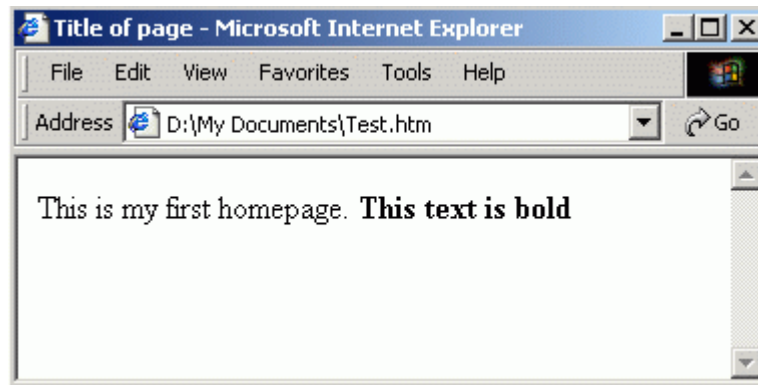 Title of page - Microsoft Internet Explorer
File Edit View Favorites Tools Help
Address D:\My Documents\Test.htm Go
This is my first homepage. This text is bold